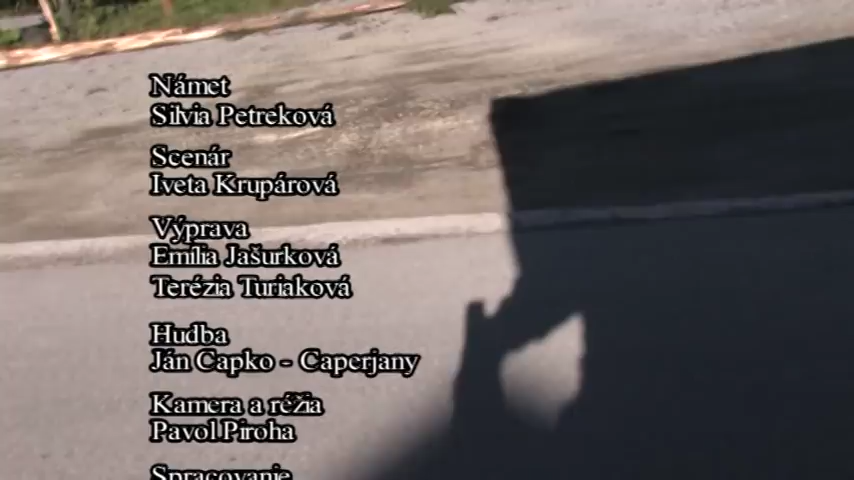 Námet
Silvia Petreková
Scenár
Iveta Krupárová
Výprava
Emília Jašurková
Terézia Turiaková
Hudba
Ján Capko - Caperjany
Kamera a réžia
Pavol Piroha
Spracovanie